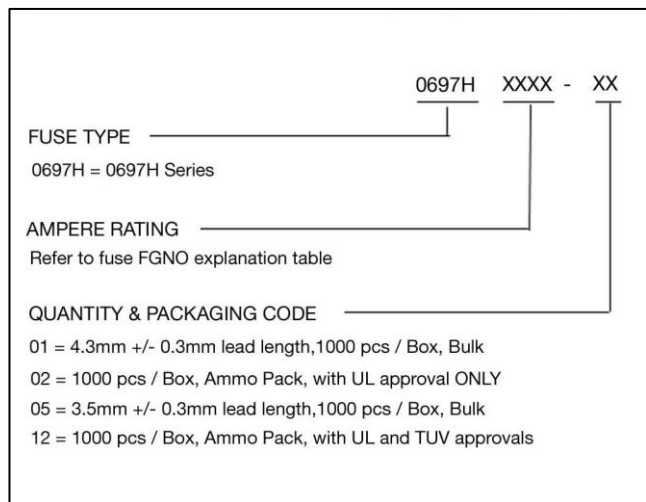 0697H XXXX - XX
FUSE TYPE
0697H = 0697H Series
AMPERE RATING
Refer to fuse FGNO explanation table
QUANTITY & PACKAGING CODE
01 = 4.3mm +/- 0.3mm lead length,1000 pcs / Box, Bulk
02 = 1000 pcs / Box, Ammo Pack, with UL approval ONLY
05 = 3.5mm +/- 0.3mm lead length,1000 pcs / Box, Bulk
12 = 1000 pcs / Box, Ammo Pack, with UL and TUV approvals